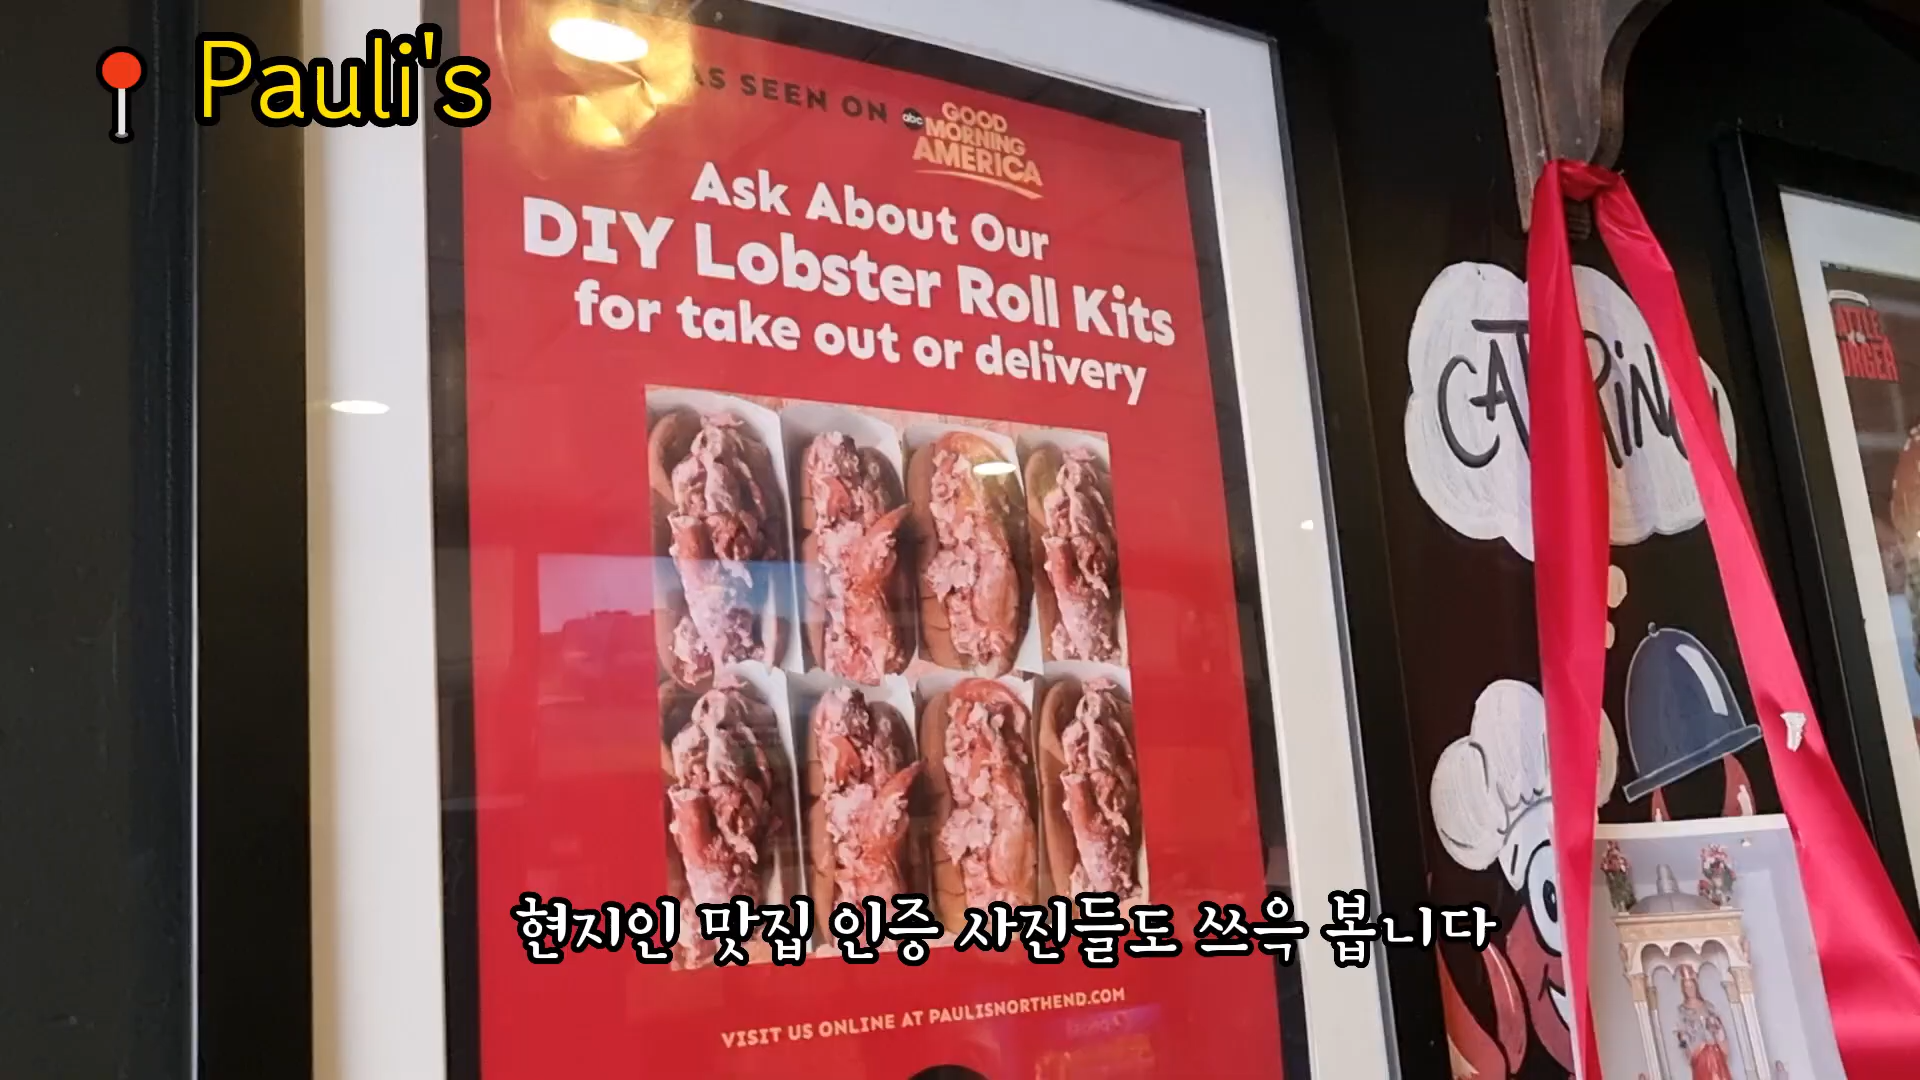 Pauli's
AS SEEN ON abc GOOD MORNING AMERICA
Ask About Our
DIY Lobster Roll Kits
for take out or delivery
CATERING
현지인 맛집 인증 사진들도 쓰윽 봅니다
VISIT US ONLINE AT PAULISNORTHEND.COM